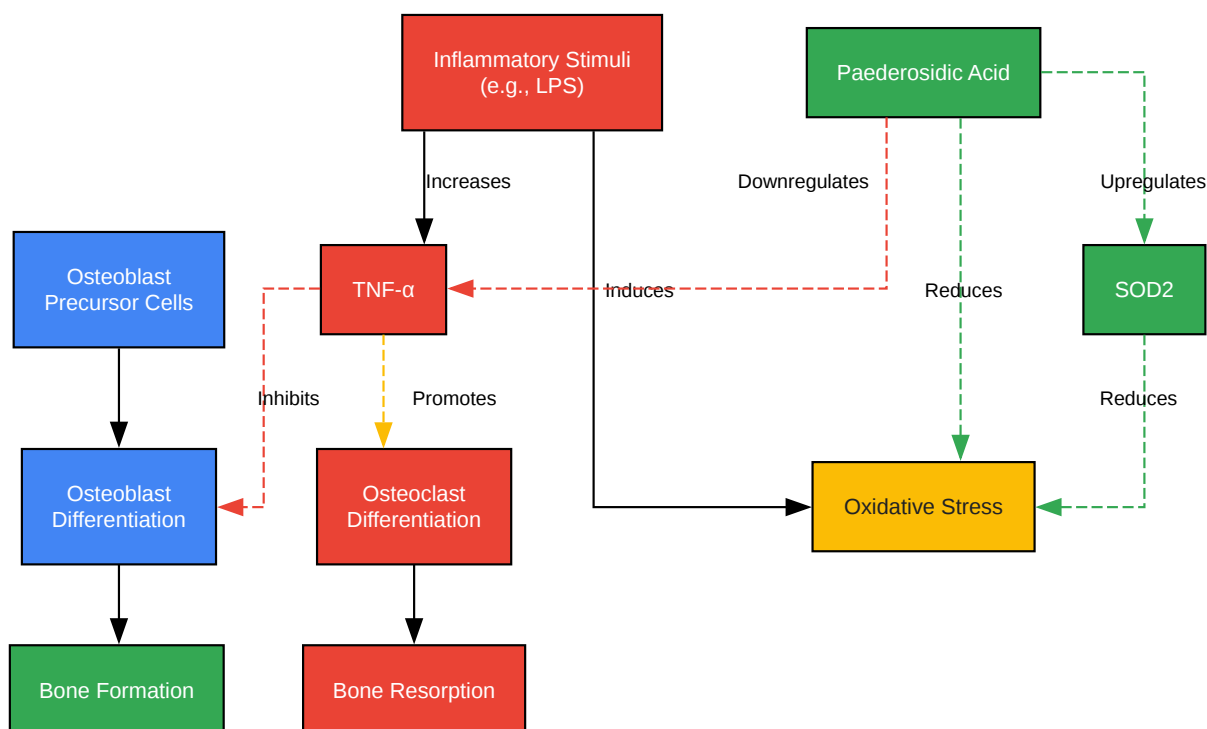 Inflammatory Stimuli
(e.g., LPS)
Paederosidic Acid
Increases
Downregulates
Upregulates
Osteoblast
Precursor Cells
TNF-α
Induces
Reduces
SOD2
Inhibits
Promotes
Reduces
Osteoblast
Differentiation
Osteoclast
Differentiation
Oxidative Stress
Bone Formation
Bone Resorption